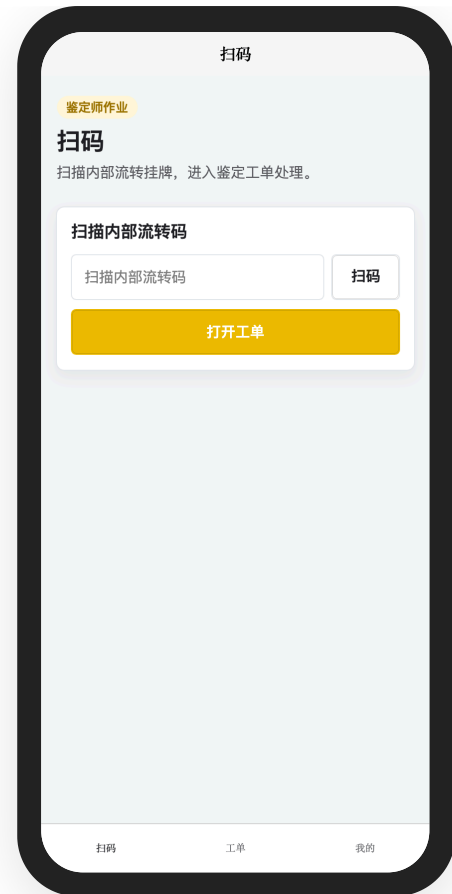 扫码
鉴定师作业
扫码
扫描内部流转挂牌，进入鉴定工单处理。
扫描内部流转码
扫描内部流转码 扫码
打开工单
扫码 工单 我的